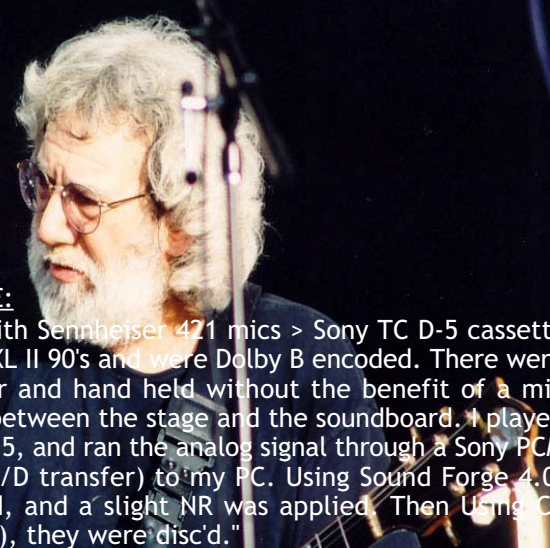 E:
ith Sennheiser 421 mics > Sony TC D-5 cassett
XL II 90's and were Dolby B encoded. There wer
r and hand held without the benefit of a mi
between the stage and the soundboard. I playe
5, and ran the analog signal through a Sony PC
/D transfer) to my PC. Using Sound Forge 4.0
d, and a slight NR was applied. Then Using C
), they were disc'd."